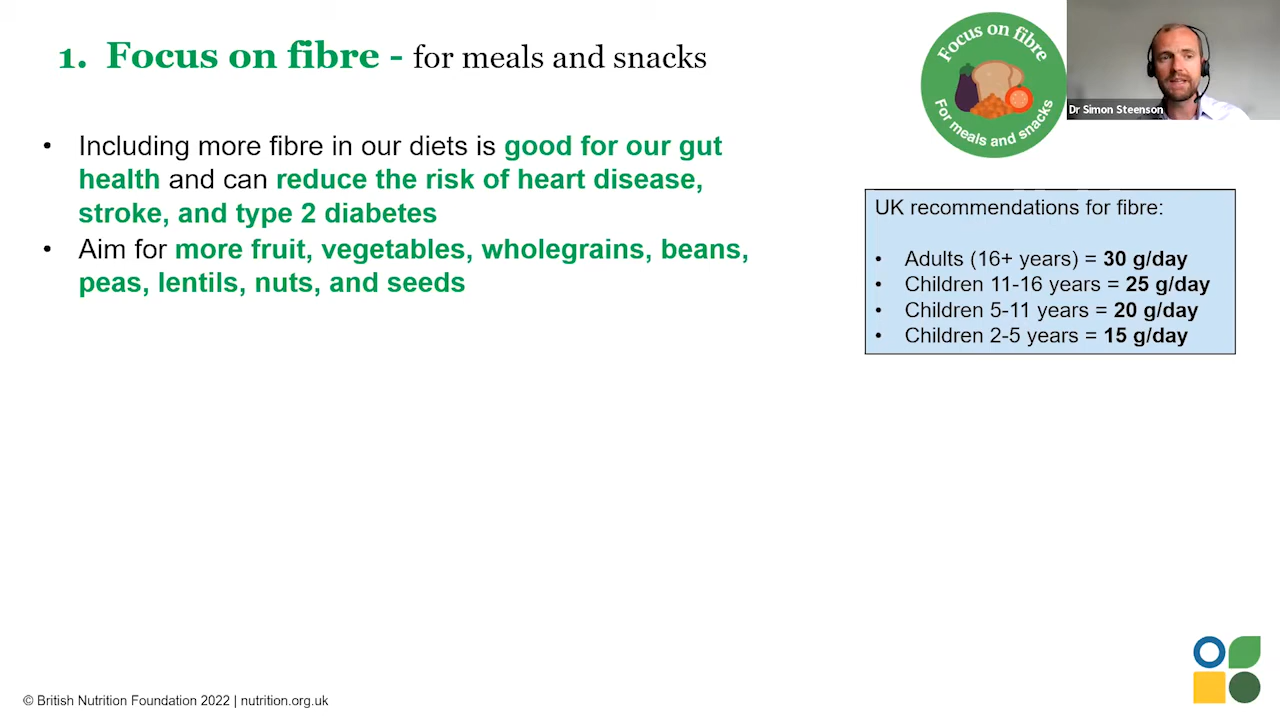 1. Focus on fibre - for meals and snacks
Focus on fibre
For meals and snacks
Dr Simon Steenson
• Including more fibre in our diets is good for our gut
health and can reduce the risk of heart disease,
stroke, and type 2 diabetes
• Aim for more fruit, vegetables, wholegrains, beans,
peas, lentils, nuts, and seeds
UK recommendations for fibre:
• Adults (16+ years) = 30 g/day
• Children 11-16 years = 25 g/day
• Children 5-11 years = 20 g/day
• Children 2-5 years = 15 g/day
© British Nutrition Foundation 2022 | nutrition.org.uk